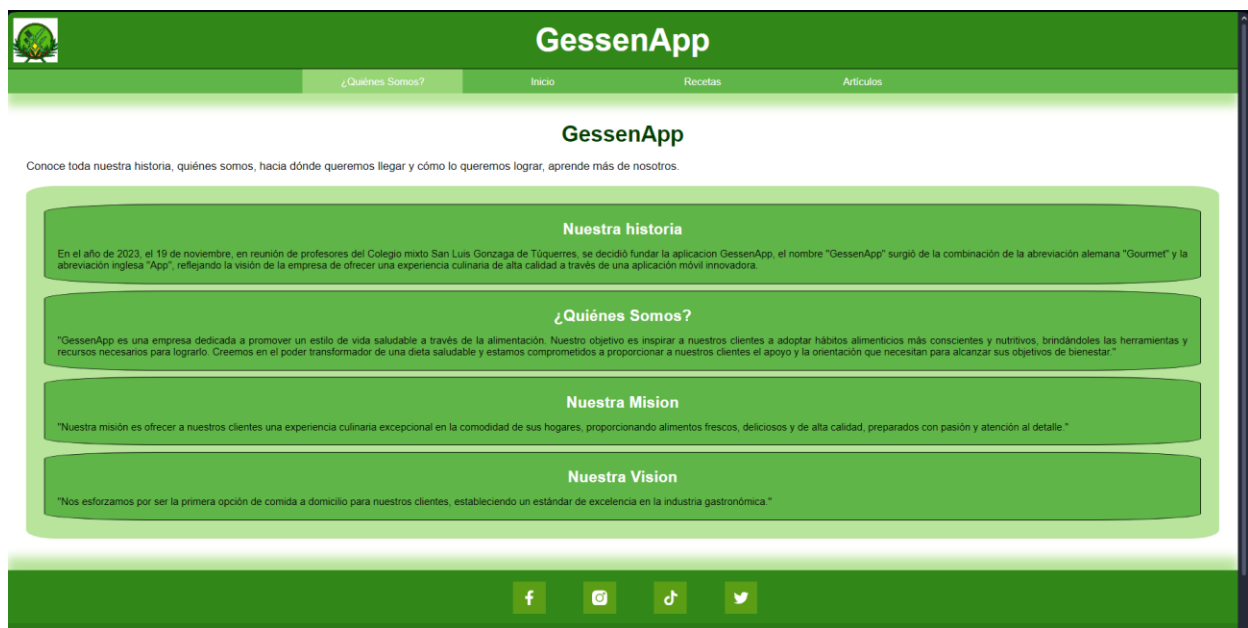 GessenApp
¿Quiénes Somos? Inicio Recetas Artículos
GessenApp
Conoce toda nuestra historia, quiénes somos, hacia dónde queremos llegar y cómo lo queremos lograr, aprende más de nosotros.
Nuestra historia
En el año de 2023, el 19 de noviembre, en reunión de profesores del Colegio mixto San Luis Gonzaga de Túquerres, se decidió fundar la aplicacion GessenApp, el nombre "GessenApp" surgió de la combinación de la abreviación alemana "Gourmet" y la
abreviación inglesa "App", reflejando la visión de la empresa de ofrecer una experiencia culinaria de alta calidad a través de una aplicación móvil innovadora.
¿Quiénes Somos?
"GessenApp es una empresa dedicada a promover un estilo de vida saludable a través de la alimentación. Nuestro objetivo es inspirar a nuestros clientes a adoptar hábitos alimenticios más conscientes y nutritivos, brindándoles las herramientas y
recursos necesarios para lograrlo. Creemos en el poder transformador de una dieta saludable y estamos comprometidos a proporcionar a nuestros clientes el apoyo y la orientación que necesitan para alcanzar sus objetivos de bienestar."
Nuestra Mision
"Nuestra misión es ofrecer a nuestros clientes una experiencia culinaria excepcional en la comodidad de sus hogares, proporcionando alimentos frescos, deliciosos y de alta calidad, preparados con pasión y atención al detalle."
Nuestra Vision
"Nos esforzamos por ser la primera opción de comida a domicilio para nuestros clientes, estableciendo un estándar de excelencia en la industria gastronómica."